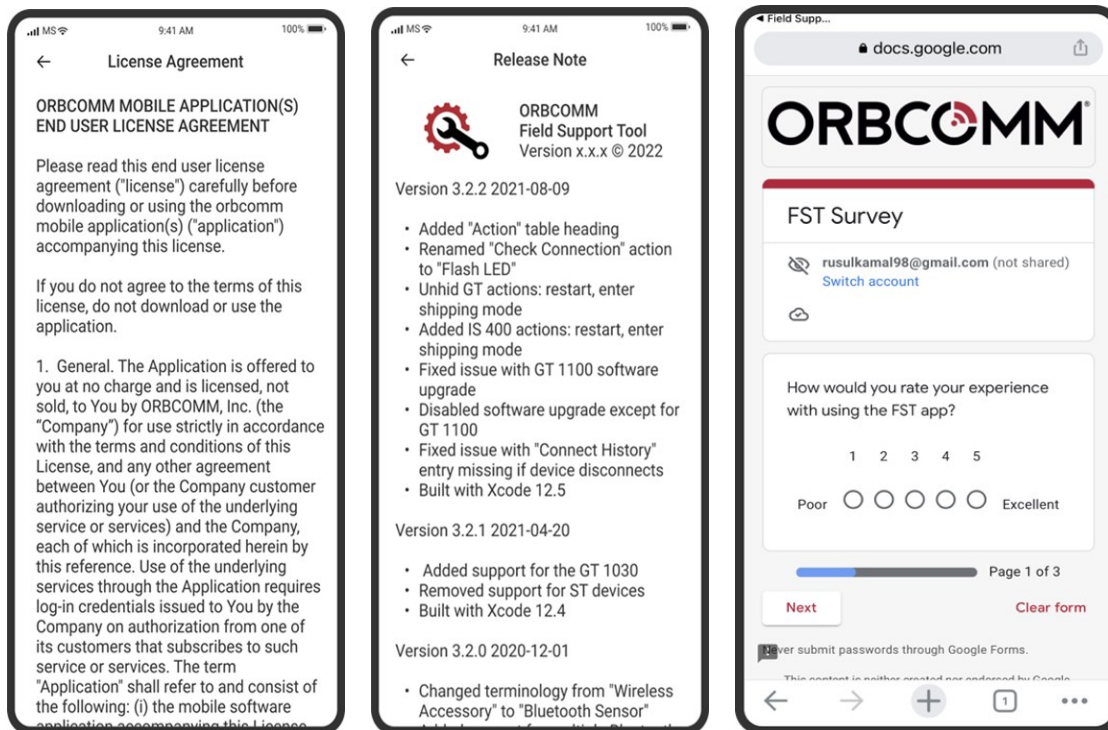 MS
9:41 AM
100%
License Agreement
ORBCOMM MOBILE APPLICATION(S)
END USER LICENSE AGREEMENT
Please read this end user license
agreement ("license") carefully before
downloading or using the orbcomm
mobile application(s) ("application")
accompanying this license.
If you do not agree to the terms of this
license, do not download or use the
application.
1. General. The Application is offered to
you at no charge and is licensed, not
sold, to You by ORBCOMM, Inc. (the
“Company”) for use strictly in accordance
with the terms and conditions of this
License, and any other agreement
between You (or the Company customer
authorizing your use of the underlying
service or services) and the Company,
each of which is incorporated herein by
this reference. Use of the underlying
services through the Application requires
log-in credentials issued to You by the
Company on authorization from one of
its customers that subscribes to such
service or services. The term
"Application" shall refer to and consist of
the following: (i) the mobile software
application accompanying this License
MS
9:41 AM
100%
Release Note
ORBCOMM
Field Support Tool
Version x.x.x © 2022
Version 3.2.2 2021-08-09
• Added "Action" table heading
• Renamed "Check Connection" action
to "Flash LED"
• Unhid GT actions: restart, enter
shipping mode
• Added IS 400 actions: restart, enter
shipping mode
• Fixed issue with GT 1100 software
upgrade
• Disabled software upgrade except for
GT 1100
• Fixed issue with "Connect History"
entry missing if device disconnects
• Built with Xcode 12.5
Version 3.2.1 2021-04-20
• Added support for the GT 1030
• Removed support for ST devices
• Built with Xcode 12.4
Version 3.2.0 2020-12-01
• Changed terminology from "Wireless
Accessory" to "Bluetooth Sensor"
◀ Field Supp...
docs.google.com
ORBCOMM®
FST Survey
rusulkamal98@gmail.com (not shared)
Switch account
How would you rate your experience
with using the FST app?
1 2 3 4 5
Poor Excellent
Page 1 of 3
Next Clear form
Never submit passwords through Google Forms.
This content is neither created nor endorsed by Google.
1